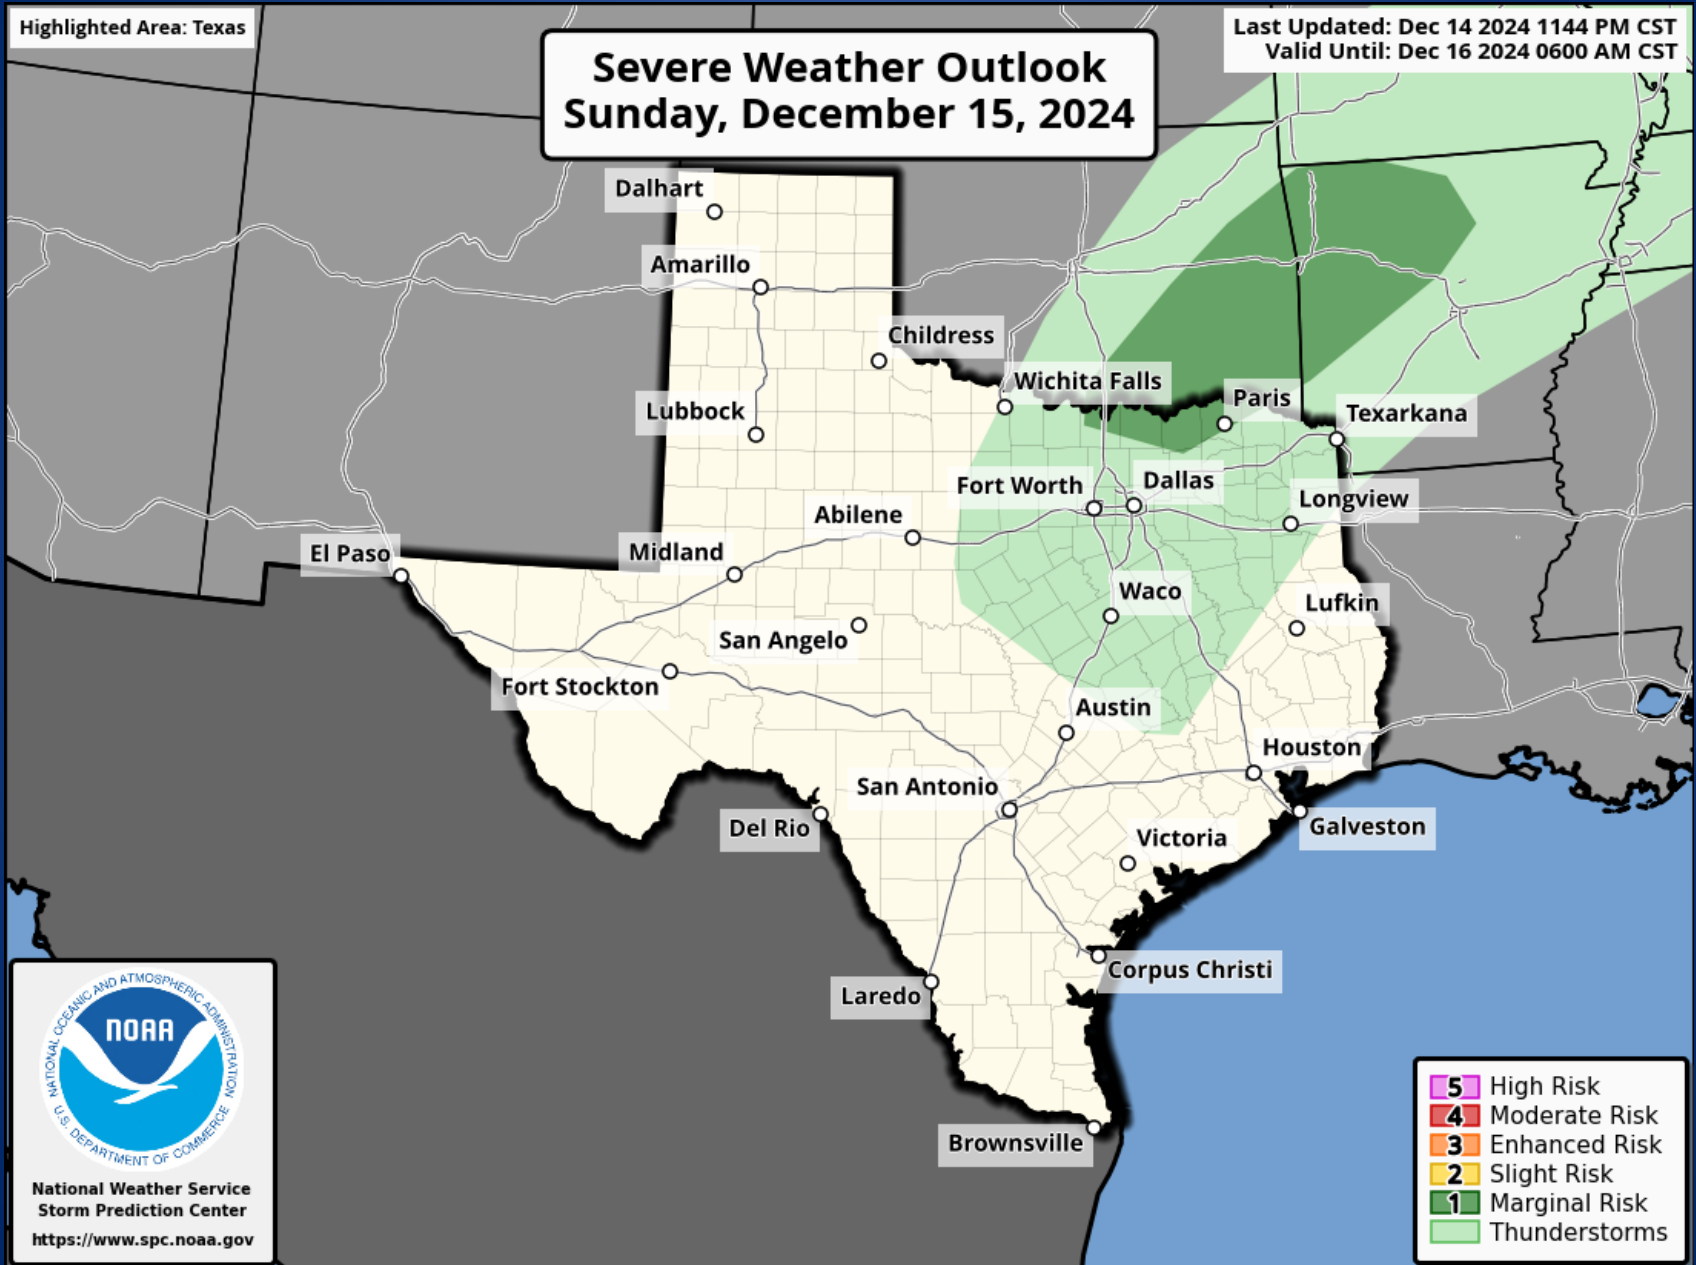 Highlighted Area: Texas
Severe Weather Outlook
Sunday, December 15, 2024
Last Updated: Dec 14 2024 1144 PM CST
Valid Until: Dec 16 2024 0600 AM CST
Dalhart
Amarillo
Childress
Wichita Falls
Paris
Texarkana
Lubbock
Fort Worth
Dallas
Longview
Abilene
El Paso
Midland
Waco
Lufkin
San Angelo
Fort Stockton
Austin
Houston
San Antonio
Del Rio
Galveston
Victoria
Corpus Christi
Laredo
Brownsville
NATIONAL OCEANIC AND ATMOSPHERIC ADMINISTRATION
NOAA
U.S. DEPARTMENT OF COMMERCE
National Weather Service
Storm Prediction Center
https://www.spc.noaa.gov
5 High Risk
4 Moderate Risk
3 Enhanced Risk
2 Slight Risk
1 Marginal Risk
Thunderstorms